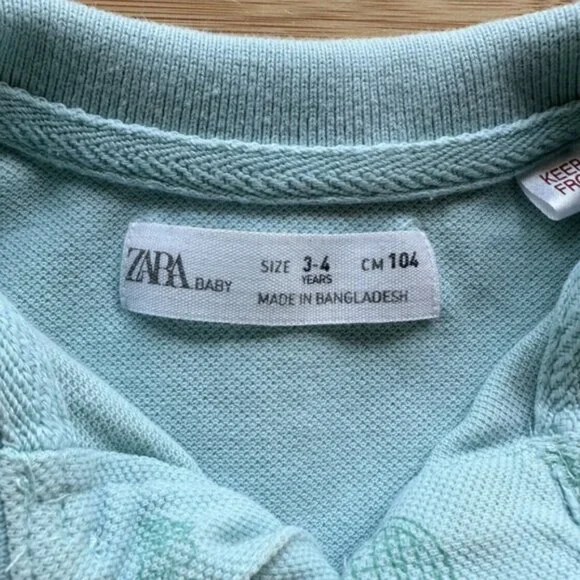 ZARA BABY SIZE 3-4 CM 104
YEARS
MADE IN BANGLADESH
KEEP
FRO